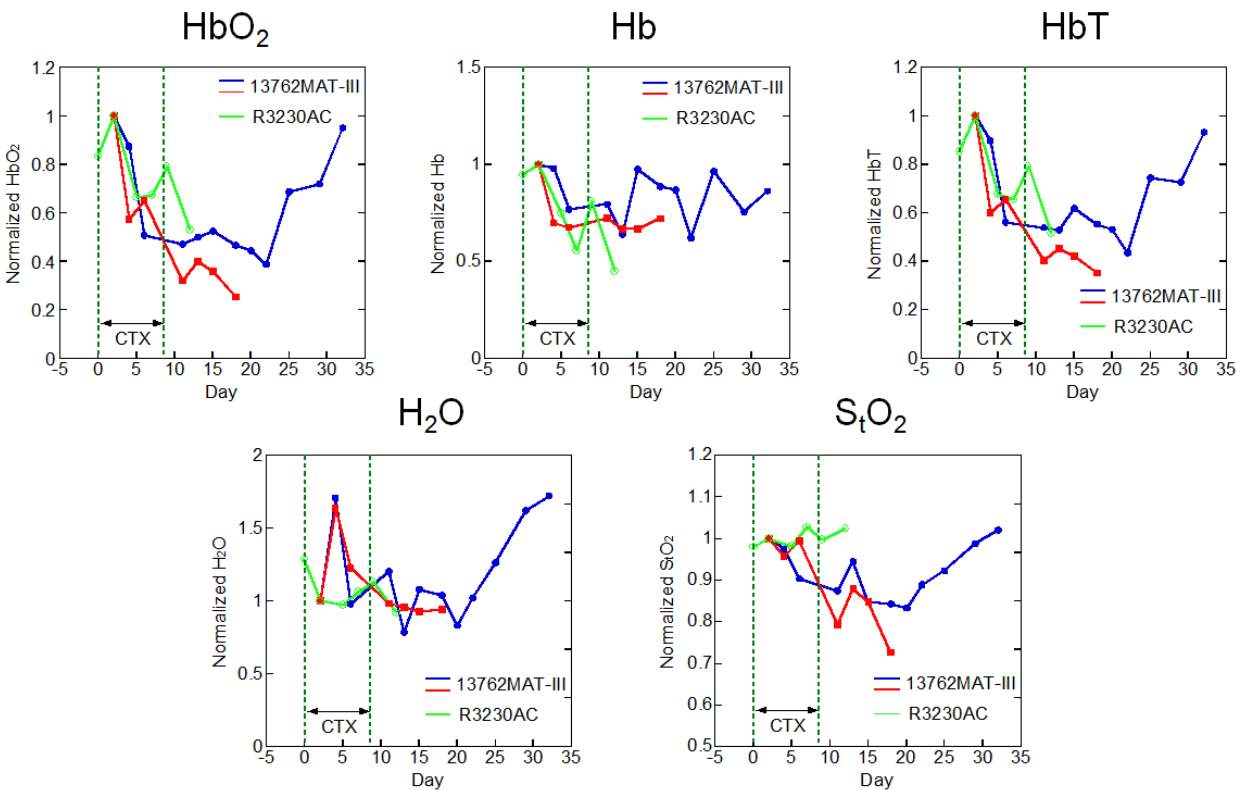 HbO₂
Hb
HbT
1.2
1
0.8
0.6
0.4
0.2
0
Normalized HbO₂
13762MAT-III
R3230AC
CTX
-5 0 5 10 15 20 25 30 35
Day
1.5
1
0.5
0
Normalized Hb
13762MAT-III
R3230AC
CTX
-5 0 5 10 15 20 25 30 35
Day
1.2
1
0.8
0.6
0.4
0.2
0
Normalized HbT
13762MAT-III
R3230AC
CTX
-5 0 5 10 15 20 25 30 35
Day
H₂O
SₜO₂
2
1.5
1
0.5
0
Normalized H₂O
13762MAT-III
R3230AC
CTX
-5 0 5 10 15 20 25 30 35
Day
1.2
1.1
1
0.9
0.8
0.7
0.6
0.5
Normalized StO₂
13762MAT-III
R3230AC
CTX
-5 0 5 10 15 20 25 30 35
Day